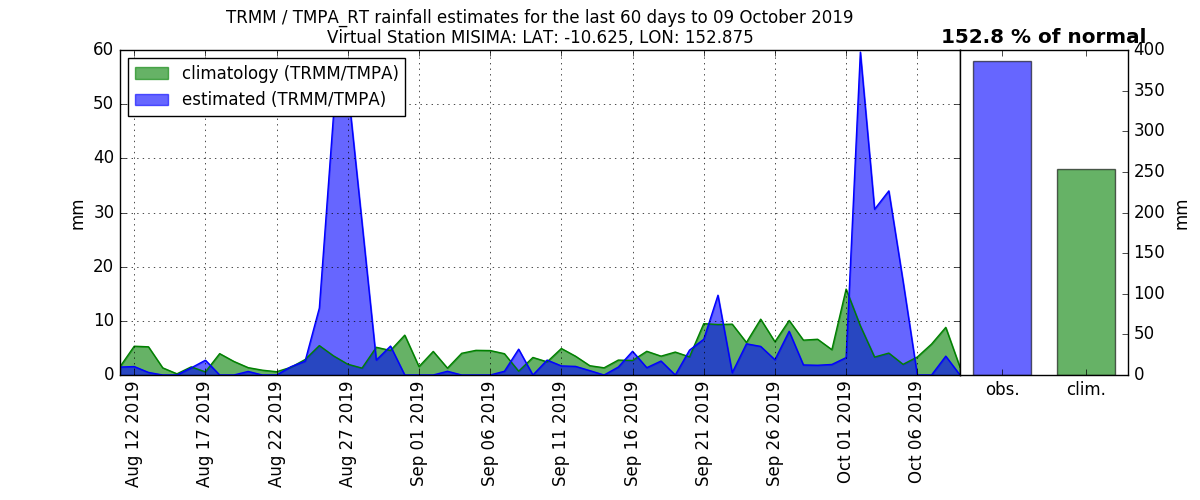 TRMM / TMPA_RT rainfall estimates for the last 60 days to 09 October 2019
Virtual Station MISIMA: LAT: -10.625, LON: 152.875
152.8 % of normal
climatology (TRMM/TMPA)
estimated (TRMM/TMPA)
60
50
40
30
20
10
0
mm
400
350
300
250
200
150
100
50
0
mm
Aug 12 2019
Aug 17 2019
Aug 22 2019
Aug 27 2019
Sep 01 2019
Sep 06 2019
Sep 11 2019
Sep 16 2019
Sep 21 2019
Sep 26 2019
Oct 01 2019
Oct 06 2019
obs.
clim.